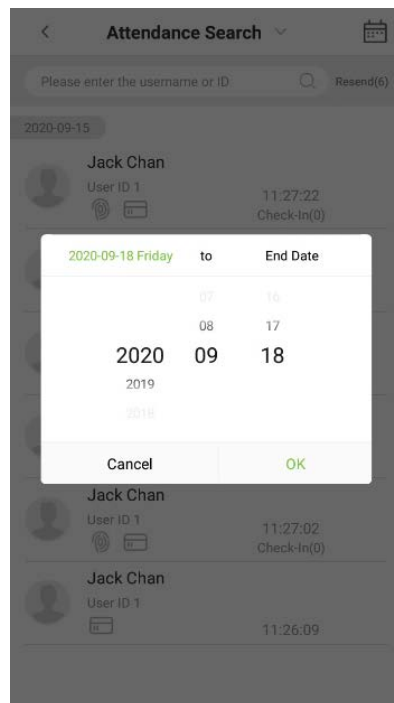 Attendance Search
Please enter the username or ID
Resend(6)
2020-09-15
Jack Chan
User ID 1
11:27:22
Check-In(0)
2020-09-18 Friday to End Date
07 16
08 17
2020 09 18
2019
2018
Cancel OK
Jack Chan
User ID 1
11:27:02
Check-In(0)
Jack Chan
User ID 1
11:26:09